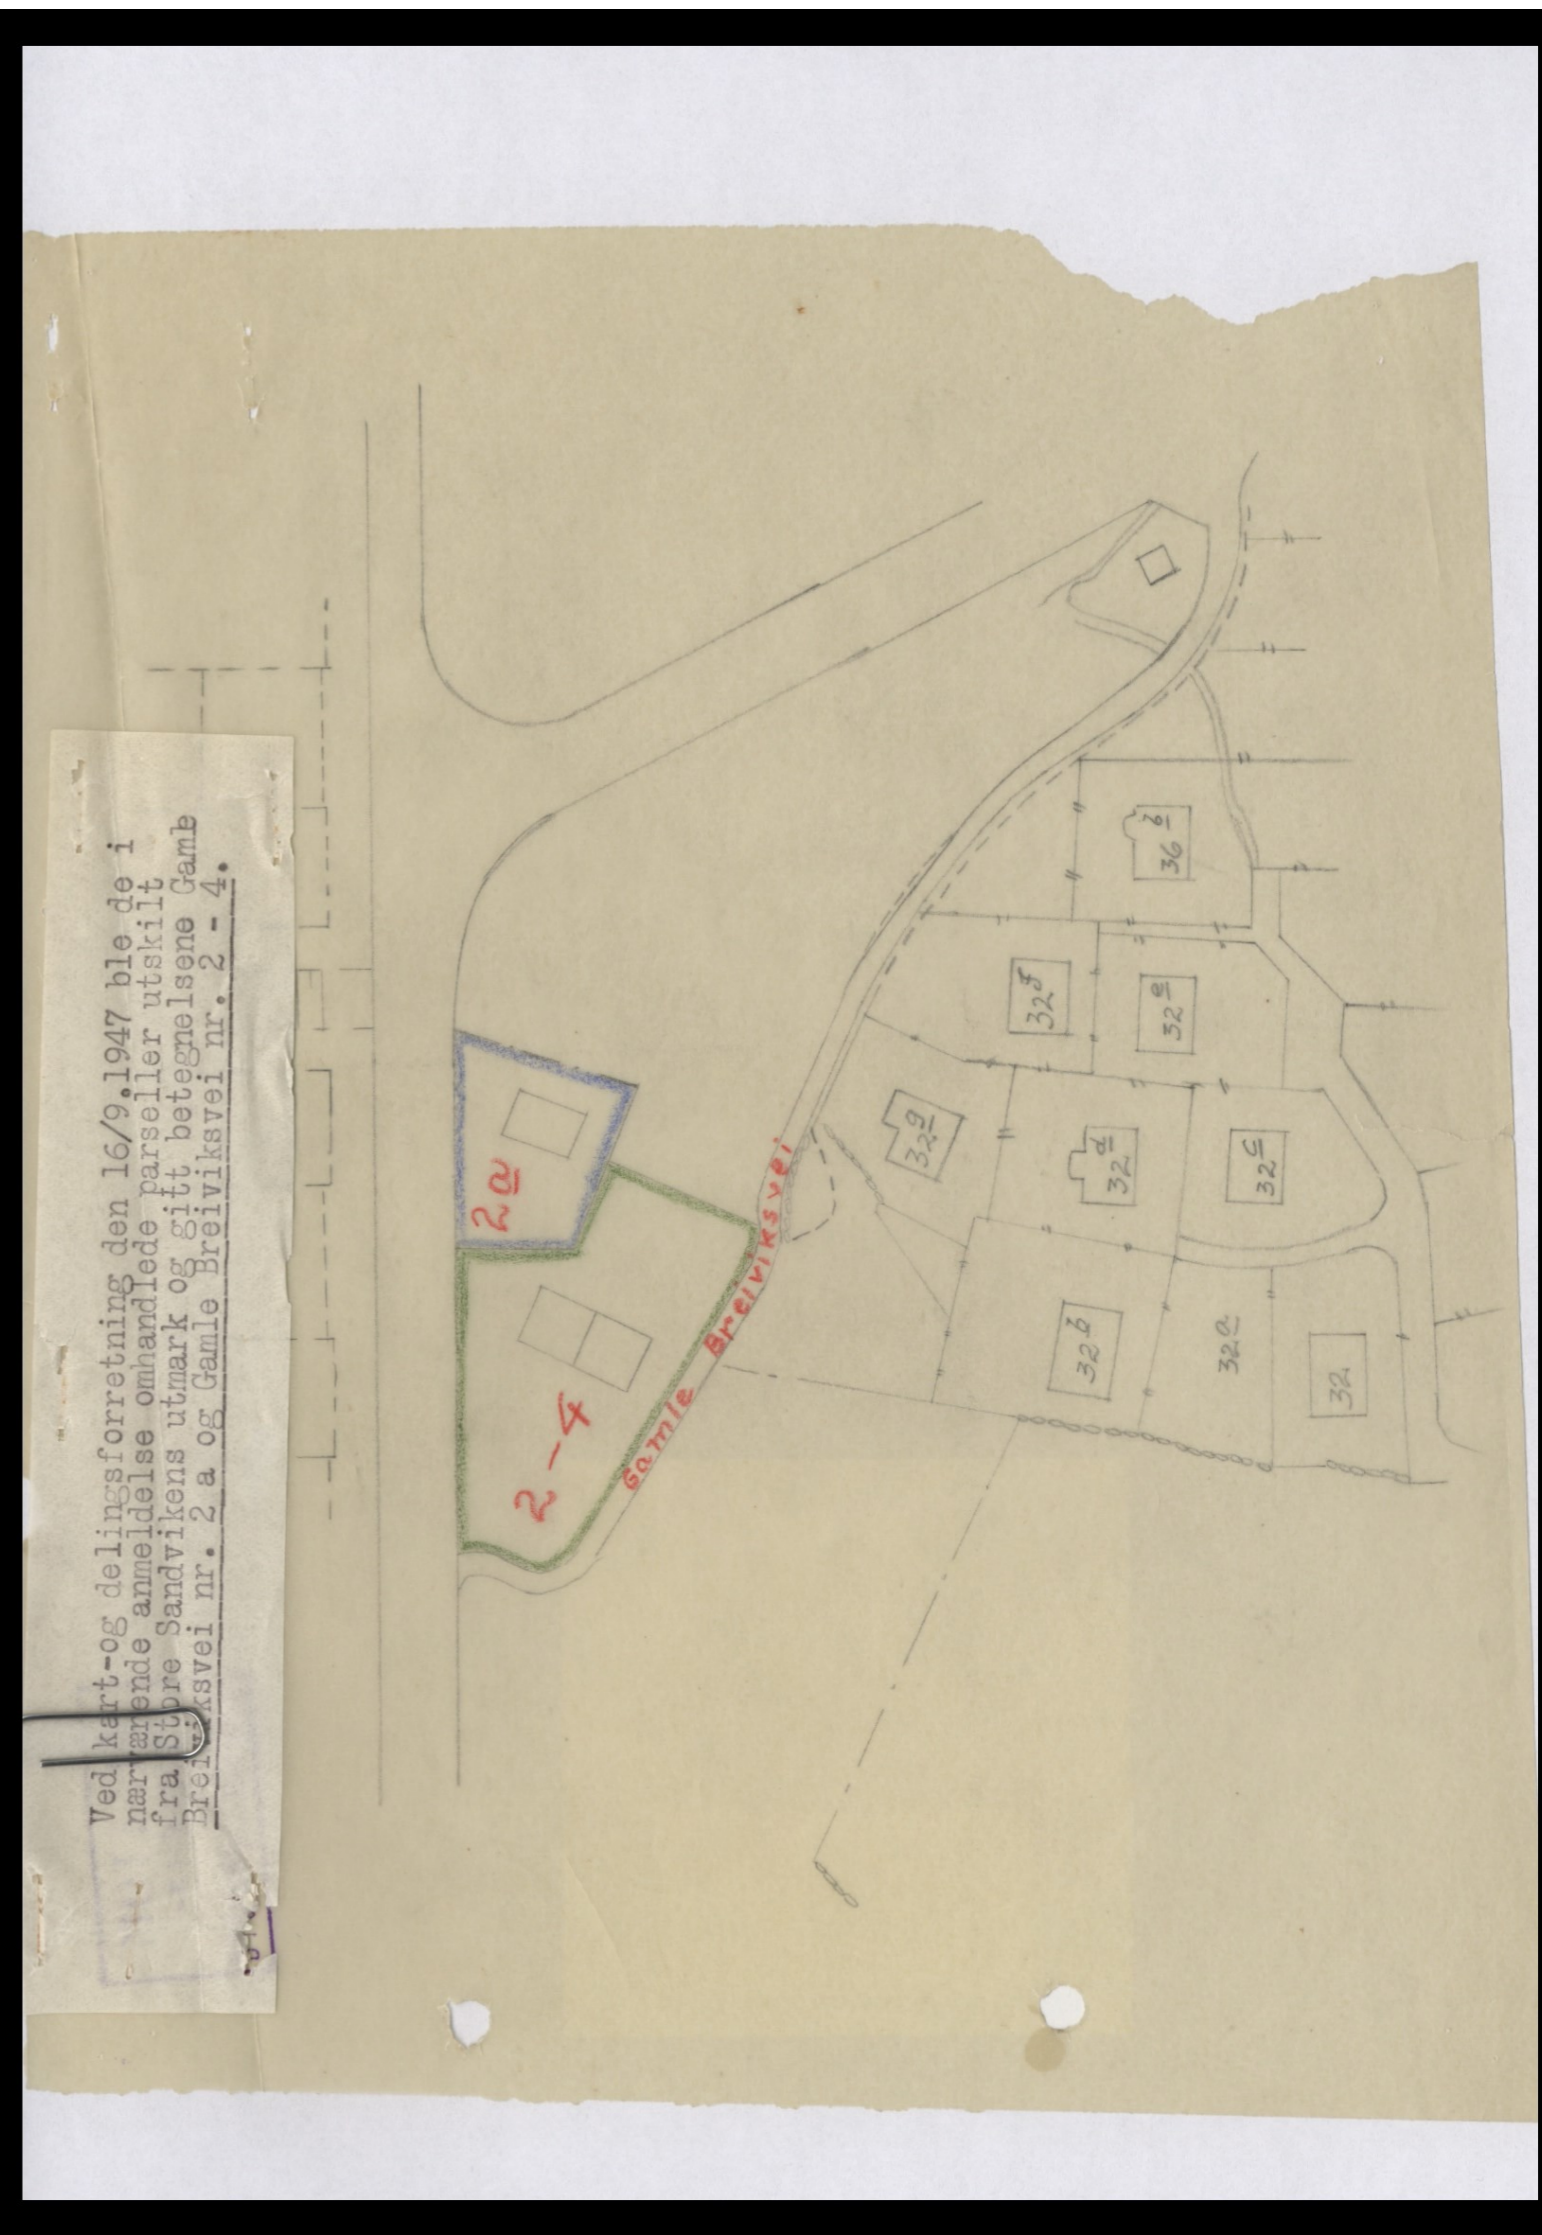 Ved kart-og delingsforretning den 16/9.1947 ble de i
nærværende anmeldelse omhandlede parseller utskilt
fra Store Sandvikens utmark og gitt betegnelsene Gamle
Breiviksvei nr. 2 a og Gamle Breiviksvei nr. 2 - 4.
2a
2-4
Gamle Breiviksvei
36b
32f
32e
32g
32d
32c
32b
32a
32.